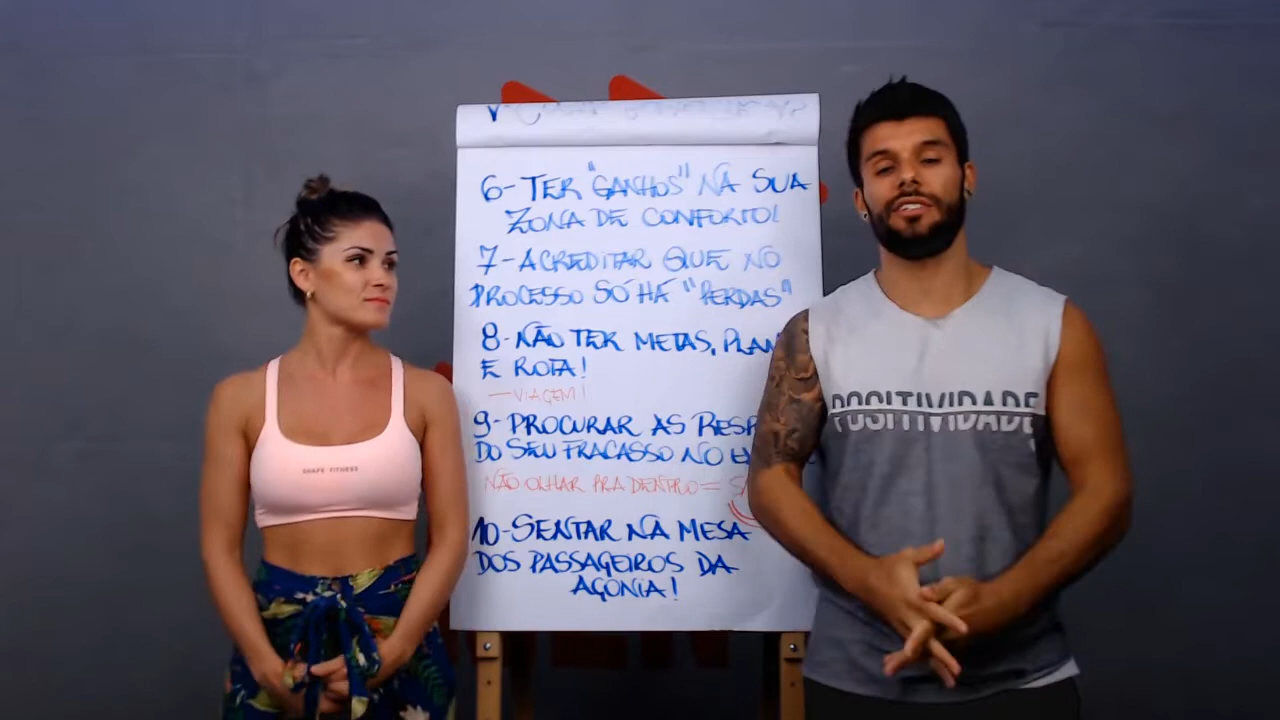 6- TER "GANHOS" NA SUA
ZONA DE CONFORTO!
7- ACREDITAR QUE NO
PROCESSO SÓ HÁ "PERDAS"
8- NÃO TER METAS, PLAN
E ROTA!
— VIAGEM!
9- PROCURAR AS RESP
DO SEU FRACASSO NO
NÃO OLHAR PRA DENTRO =
10- SENTAR NA MESA
DOS PASSAGEIROS DA
AGONIA!
SHAPE FITNESS
POSITIVIDADE